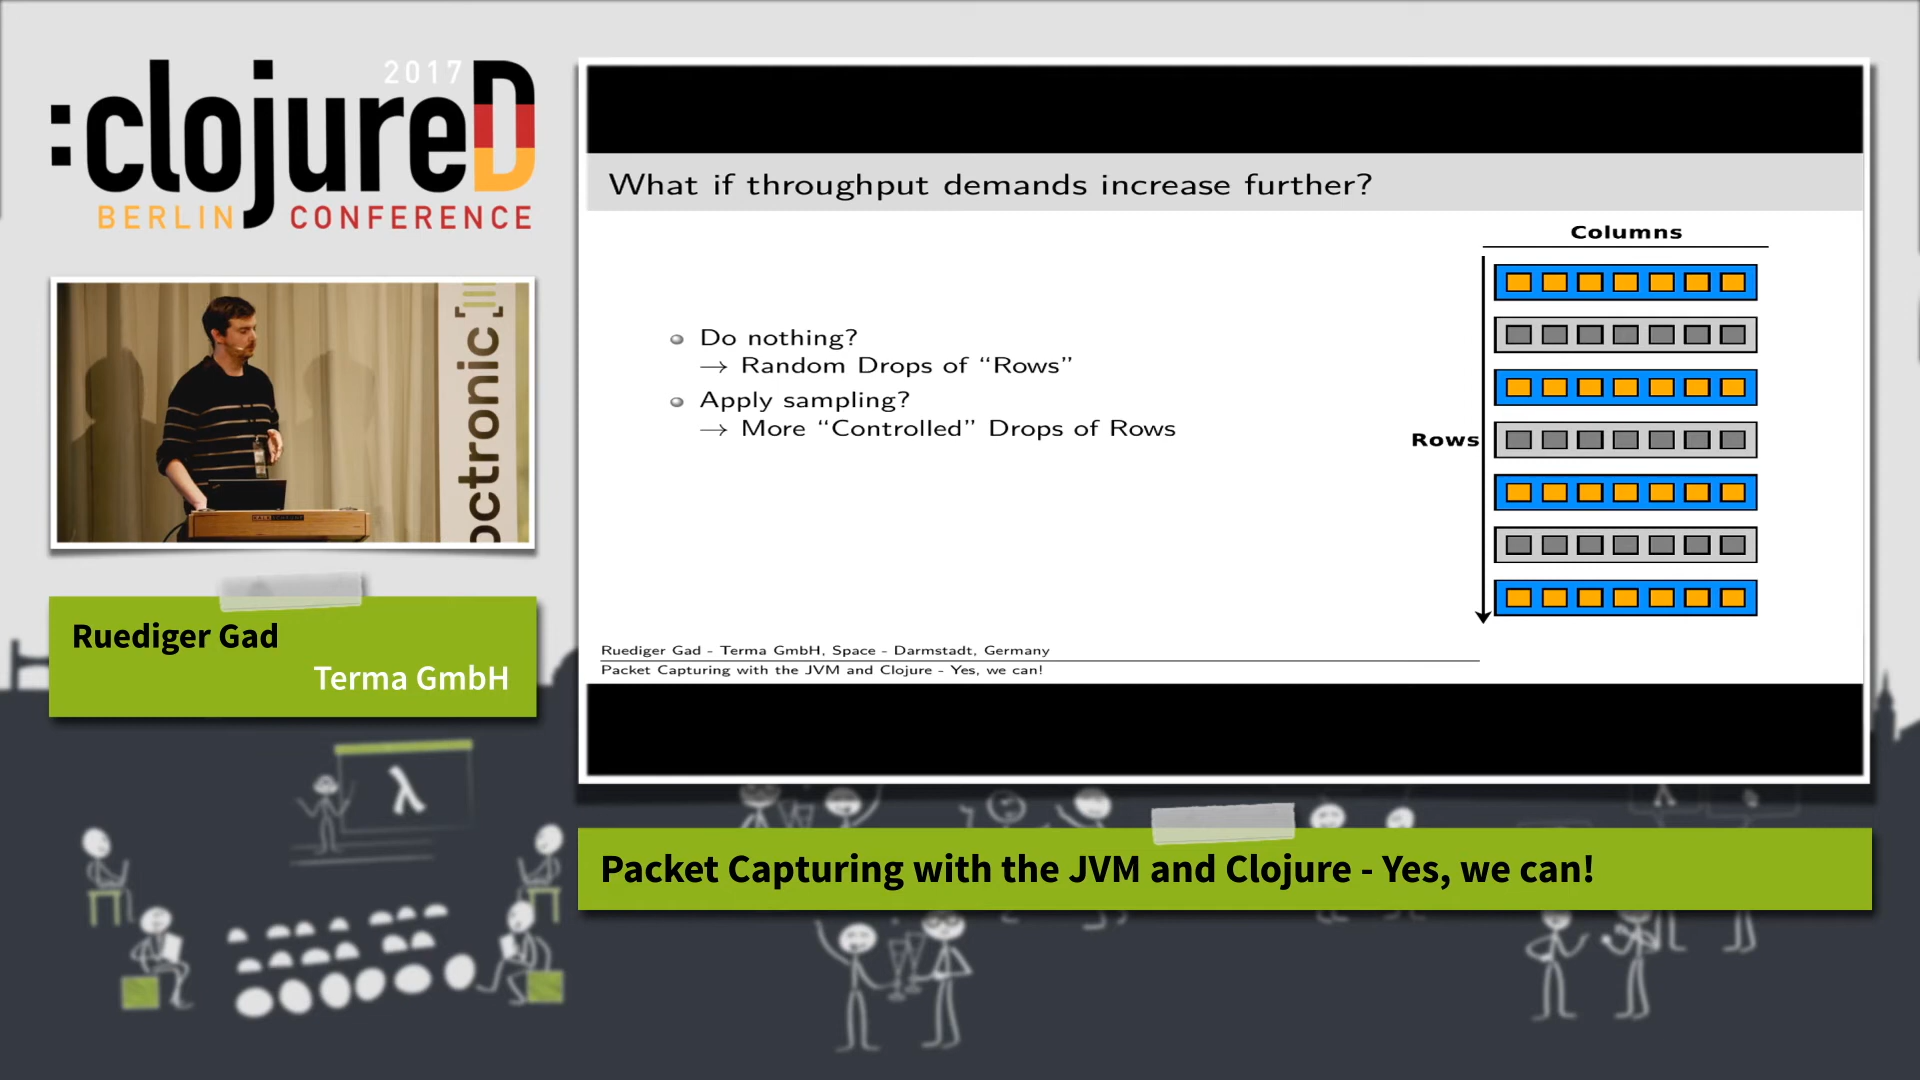 2017
:clojureD
BERLIN CONFERENCE
octronic
Ruediger Gad
Terma GmbH
What if throughput demands increase further?
Do nothing?
→ Random Drops of “Rows”
Apply sampling?
→ More “Controlled” Drops of Rows
Columns
Rows
Ruediger Gad - Terma GmbH, Space - Darmstadt, Germany
Packet Capturing with the JVM and Clojure - Yes, we can!
λ
Packet Capturing with the JVM and Clojure - Yes, we can!